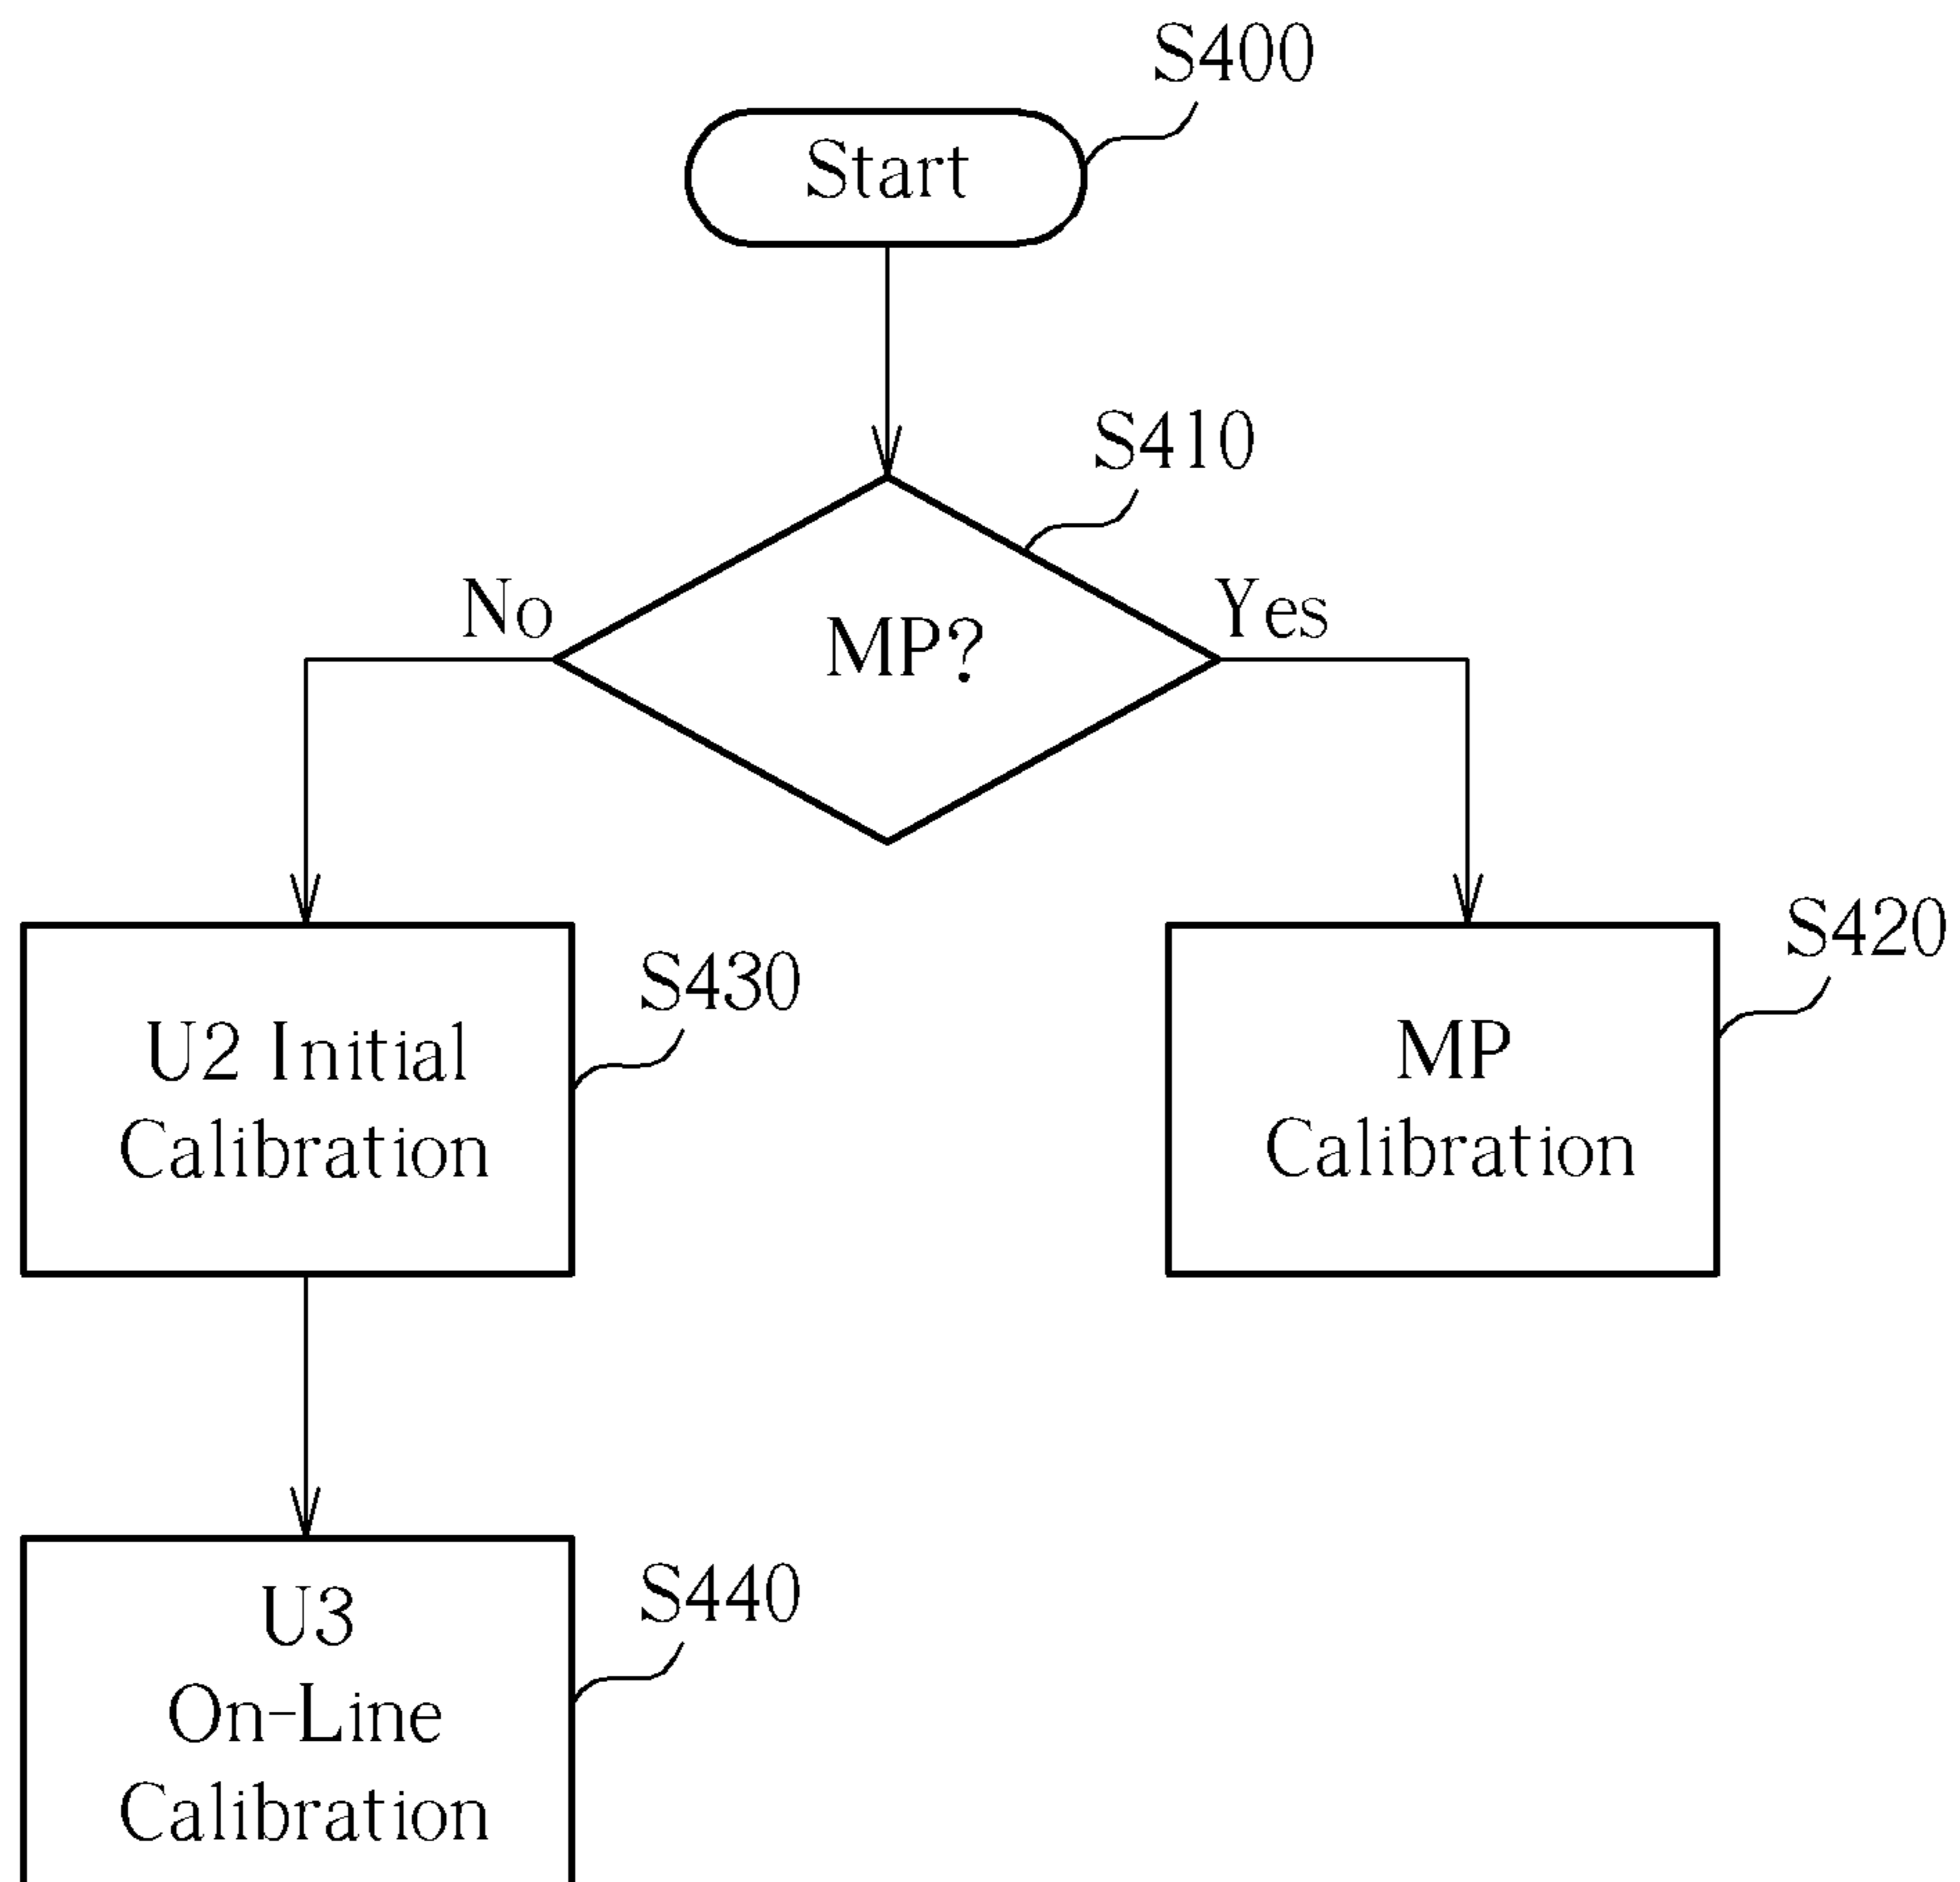 S400
Start
S410
No
MP?
Yes
S420
S430
U2 Initial
Calibration
MP
Calibration
S440
U3
On-Line
Calibration